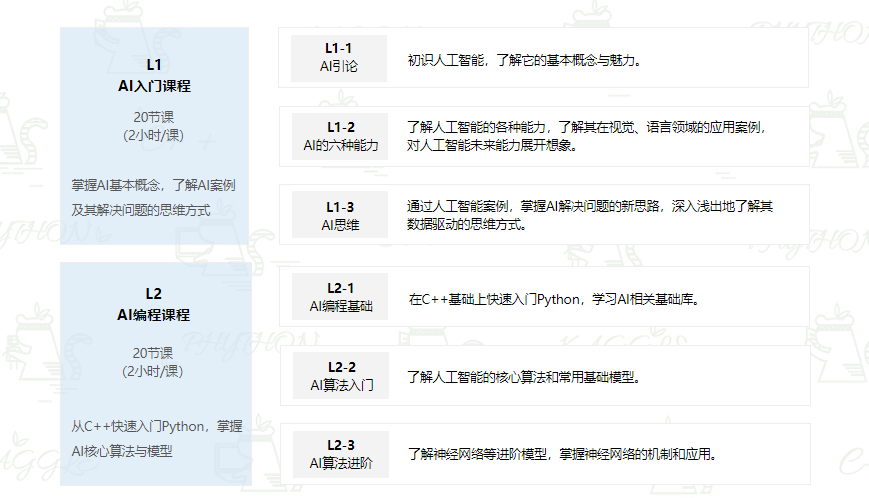 L1
AI入门课程
20节课
(2小时/课)
掌握AI基本概念，了解AI案例
及其解决问题的思维方式
L1-1
AI引论
初识人工智能，了解它的基本概念与魅力。
L1-2
AI的六种能力
了解人工智能的各种能力，了解其在视觉、语言领域的应用案例，
对人工智能未来能力展开想象。
L1-3
AI思维
通过人工智能案例，掌握AI解决问题的新思路，深入浅出地了解其
数据驱动的思维方式。
L2
AI编程课程
20节课
(2小时/课)
从C++快速入门Python，掌握
AI核心算法与模型
L2-1
AI编程基础
在C++基础上快速入门Python，学习AI相关基础库。
L2-2
AI算法入门
了解人工智能的核心算法和常用基础模型。
L2-3
AI算法进阶
了解神经网络等进阶模型，掌握神经网络的机制和应用。